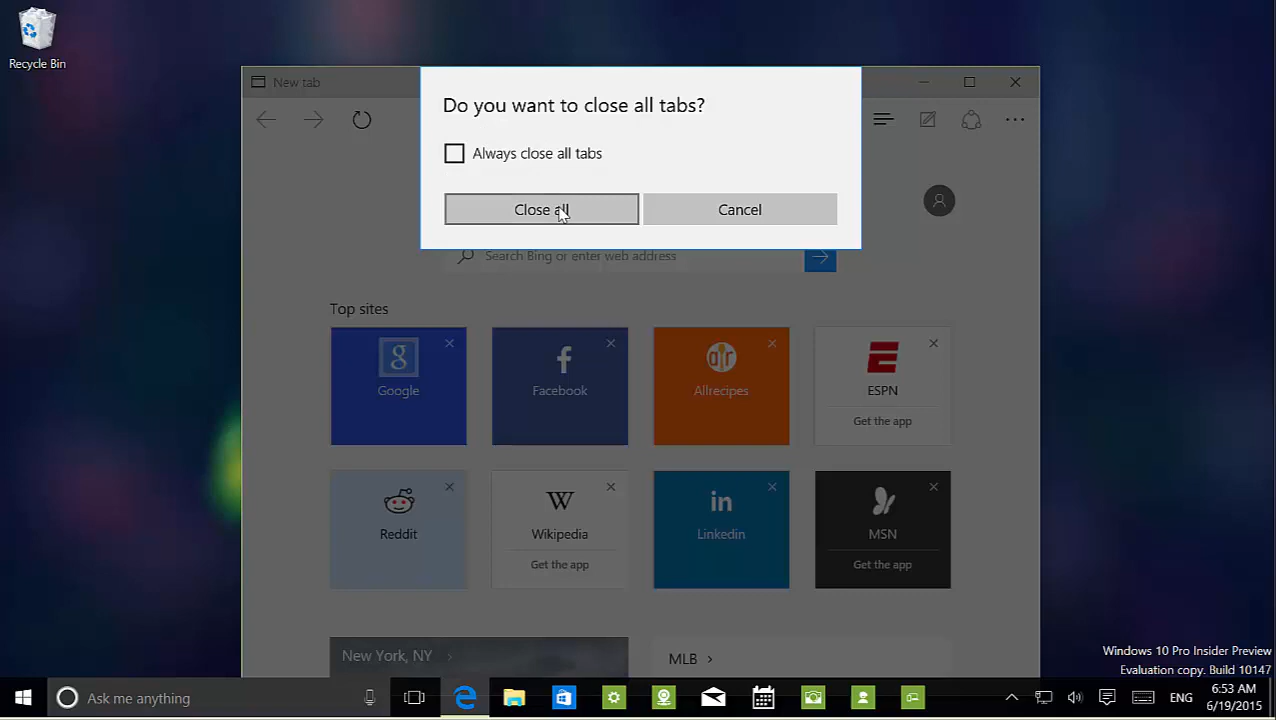 Recycle Bin
New tab
Do you want to close all tabs?
Always close all tabs
Close all
Cancel
Search Bing or enter web address
Top sites
g
Google
f
Facebook
Allrecipes
ESPN
Get the app
Reddit
W
Wikipedia
Get the app
in
Linkedin
MSN
Get the app
New York, NY
MLB
Windows 10 Pro Insider Preview
Evaluation copy. Build 10147
Ask me anything
ENG
6:53 AM
6/19/2015